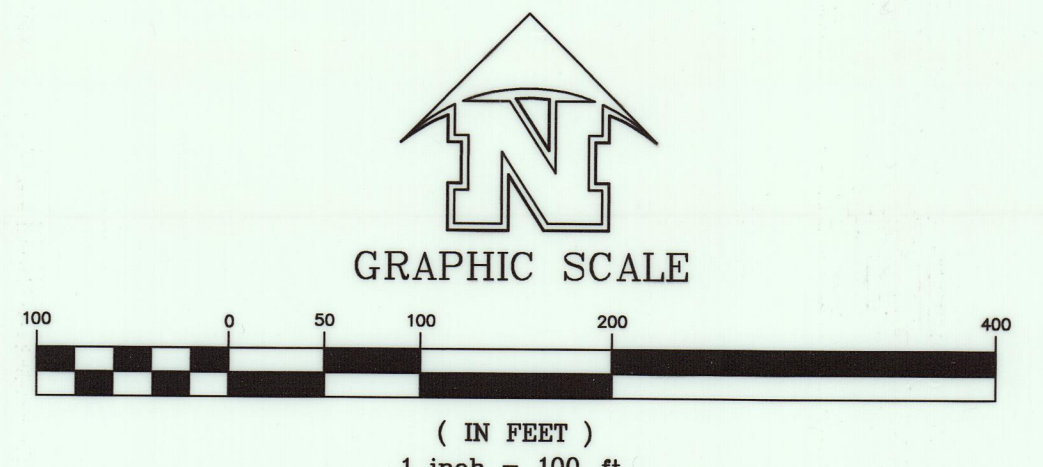 N
GRAPHIC SCALE
100 0 50 100 200 400
( IN FEET )
1 inch = 100 ft.